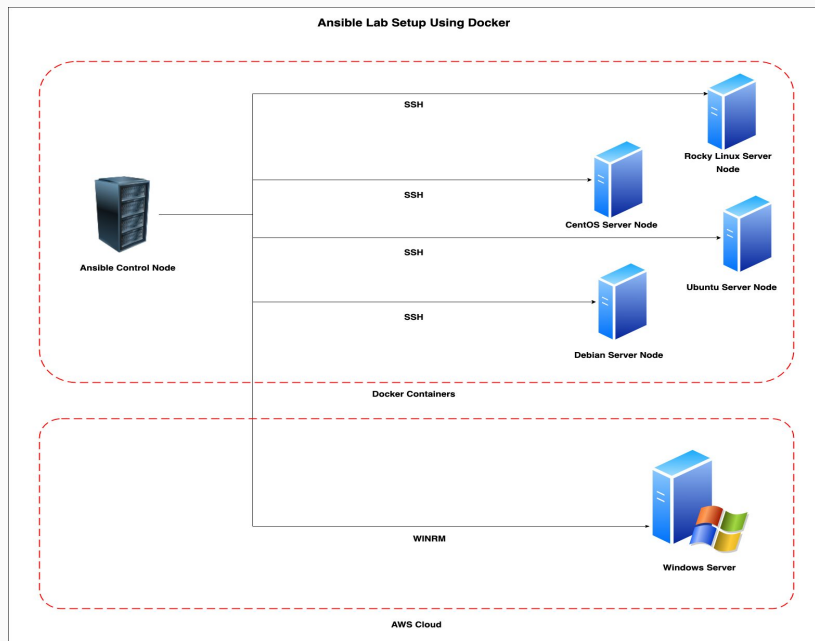 Ansible Lab Setup Using Docker
SSH
Rocky Linux Server
Node
SSH
CentOS Server Node
SSH
Ansible Control Node
Ubuntu Server Node
SSH
Debian Server Node
Docker Containers
WINRM
Windows Server
AWS Cloud